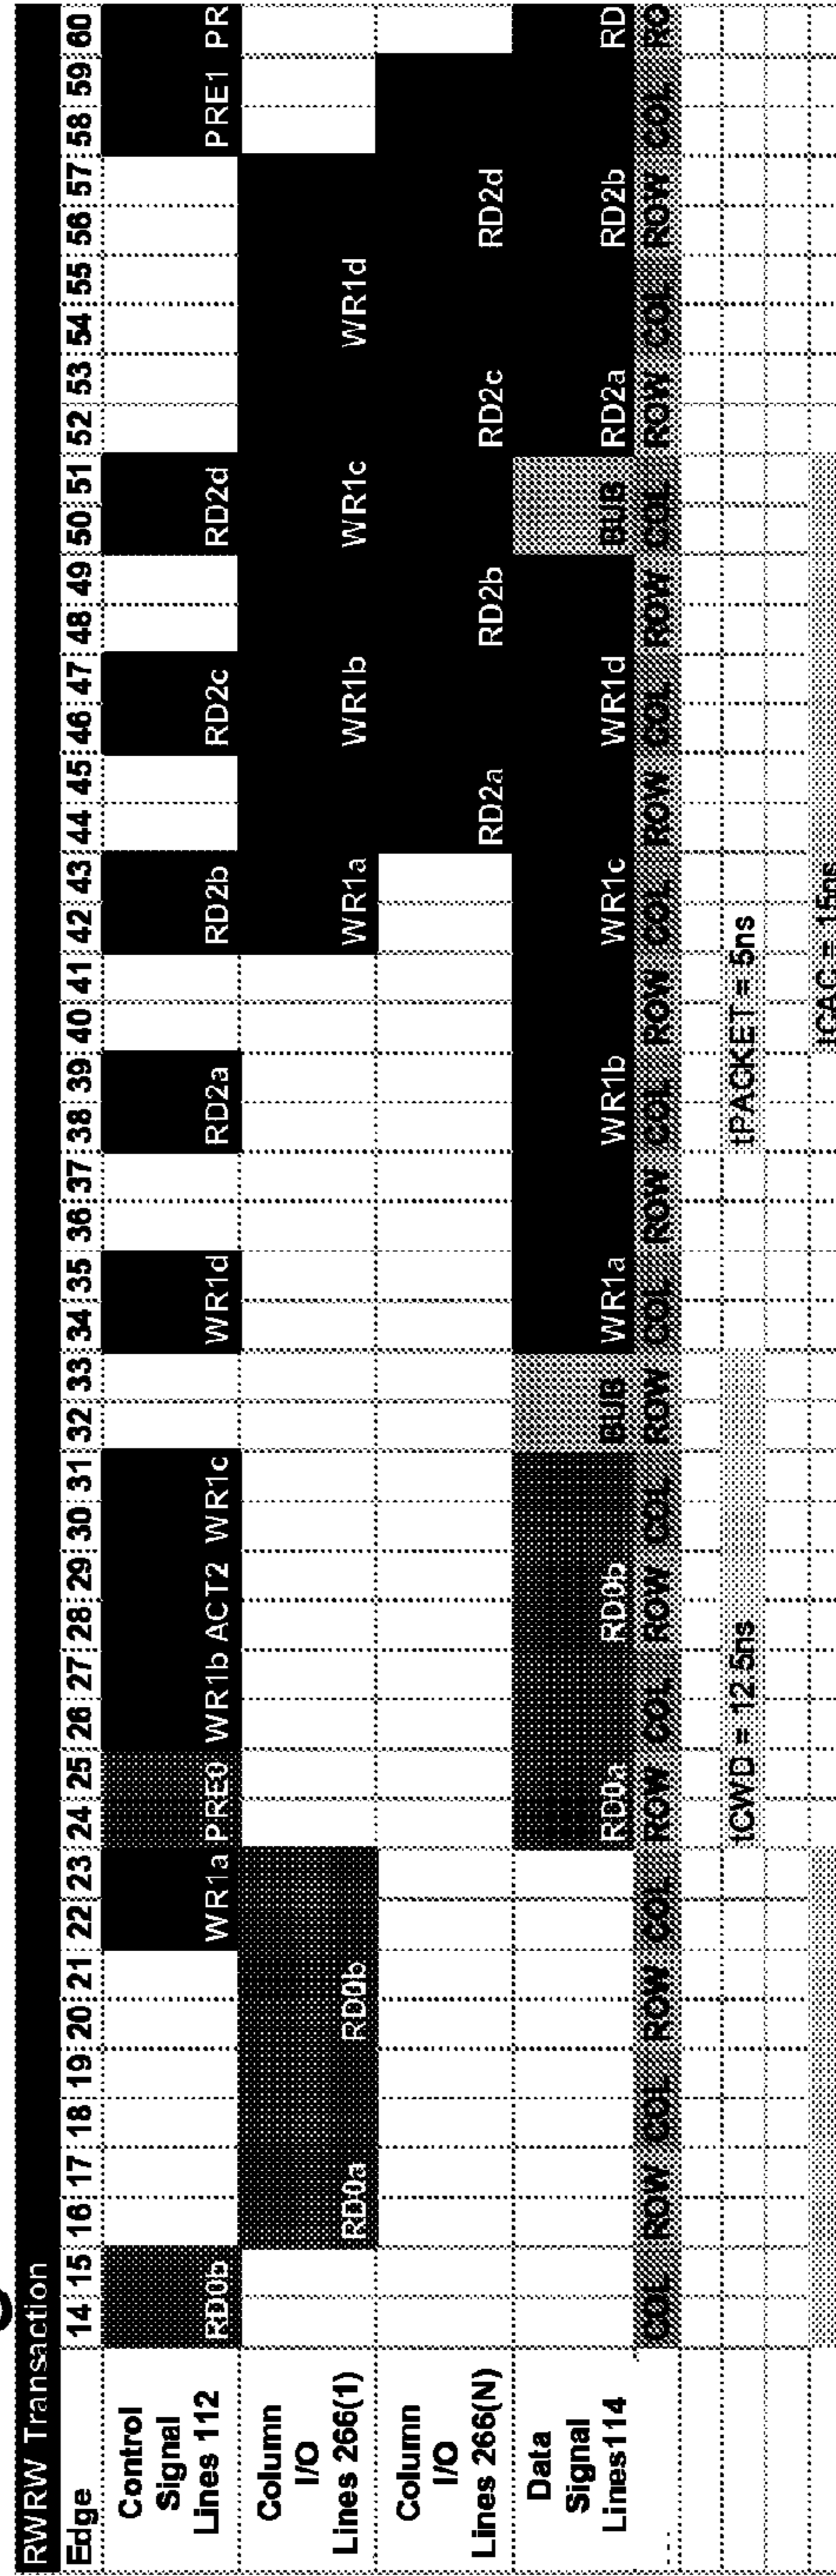 RWRW Transaction
Edge 14 15 16 17 18 19 20 21 22 23 24 25 26 27 28 29 30 31 32 33 34 35 36 37 38 39 40 41 42 43 44 45 46 47 48 49 50 51 52 53 54 55 56 57 58 59 60
Control
Signal
Lines 112
RD0b WR1a PRE0 WR1b ACT2 WR1c WR1d RD2a RD2b RD2c RD2d PRE1 PR
Column
I/O
Lines 266(1)
RD0a RD0b WR1a WR1b WR1c WR1d
Column
I/O
Lines 266(N)
RD2a RD2b RD2c RD2d
Data
Signal
Lines114
RD0a RD0b BUB WR1a WR1b WR1c WR1d BUB RD2a RD2b RD
COL ROW COL ROW COL ROW COL ROW COL ROW COL ROW COL ROW COL ROW COL ROW COL ROW COL ROW COL RO
tCWD = 12.5ns tPACKET = 5ns
tCAC = 15ns